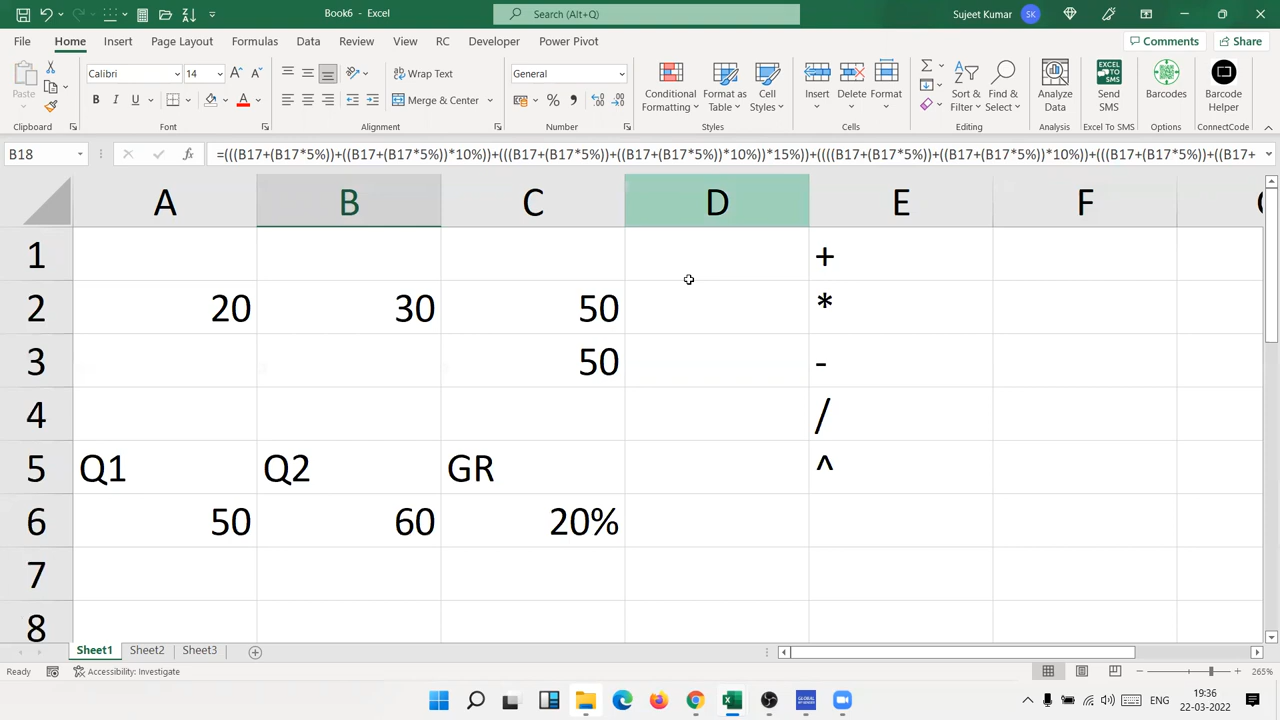 Book6 - Excel
Search (Alt+Q)
Sujeet Kumar
SK
File Home Insert Page Layout Formulas Data Review View RC Developer Power Pivot
Comments Share
Paste
Calibri 14
Wrap Text
General
Conditional Formatting
Format as Table
Cell Styles
Insert Delete Format
Sort & Filter
Find & Select
Analyze Data
Send SMS
Barcodes
Barcode Helper
B I U
Merge & Center
Clipboard Font Alignment Number Styles Cells Editing Analysis Excel To SMS Options ConnectCode
B18
fx
=(((B17+(B17*5%))+((B17+(B17*5%))*10%))+(((B17+(B17*5%))+((B17+(B17*5%))*10%))*15%))+((((B17+(B17*5%))+((B17+(B17*5%))*10%))+(((B17+(B17*5%))+((B17+
A B C D E F
1 +
2 20 30 50 *
3 50 -
4 /
5 Q1 Q2 GR ^
6 50 60 20%
7
8
Sheet1 Sheet2 Sheet3
Ready
Accessibility: Investigate
265%
ENG
19:36
22-03-2022